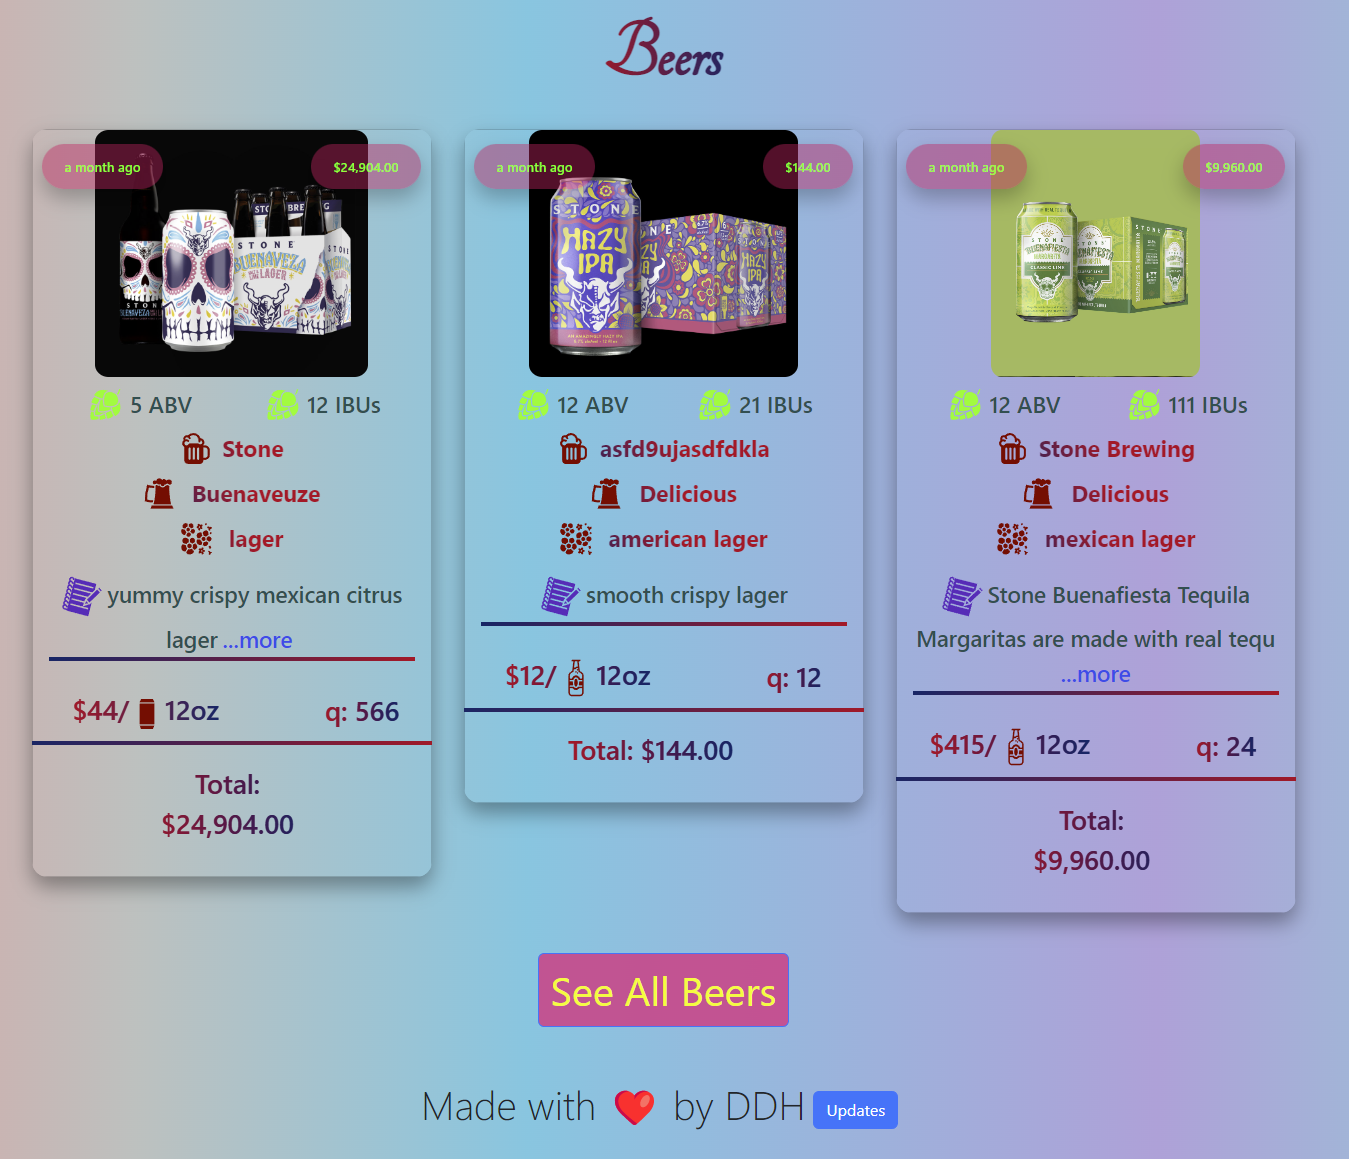 Beers
a month ago
$24,904.00
STONE
BUENAVEZA
LAGER
5 ABV
12 IBUs
Stone
Buenaveuze
lager
yummy crispy mexican citrus
lager ...more
$44/ 12oz
q: 566
Total:
$24,904.00
a month ago
$144.00
STONE
HAZY
IPA
12 ABV
21 IBUs
asfd9ujasdfdkla
Delicious
american lager
smooth crispy lager
$12/ 12oz
q: 12
Total: $144.00
a month ago
$9,960.00
STONE
BUENAFIESTA
MARGARITA
CLASSIC LIME
12 ABV
111 IBUs
Stone Brewing
Delicious
mexican lager
Stone Buenafiesta Tequila
Margaritas are made with real tequ
...more
$415/ 12oz
q: 24
Total:
$9,960.00
See All Beers
Made with ❤️ by DDH Updates